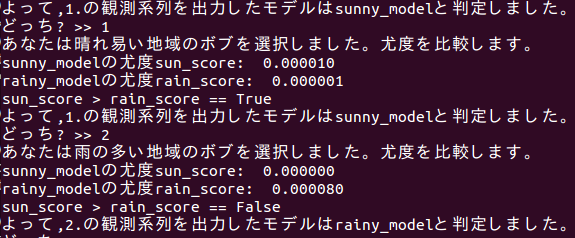 よって,1.の観測系列を出力したモデルはsunny_modelと判定しました。
どっち? >> 1
あなたは晴れ易い地域のボブを選択しました。尤度を比較します。
sunny_modelの尤度sun_score:  0.000010
rainy_modelの尤度rain_score:  0.000001
sun_score > rain_score == True
よって,1.の観測系列を出力したモデルはsunny_modelと判定しました。
どっち? >> 2
あなたは雨の多い地域のボブを選択しました。尤度を比較します。
sunny_modelの尤度sun_score:  0.000000
rainy_modelの尤度rain_score:  0.000080
sun_score > rain_score == False
よって,2.の観測系列を出力したモデルはrainy_modelと判定しました。
どっち